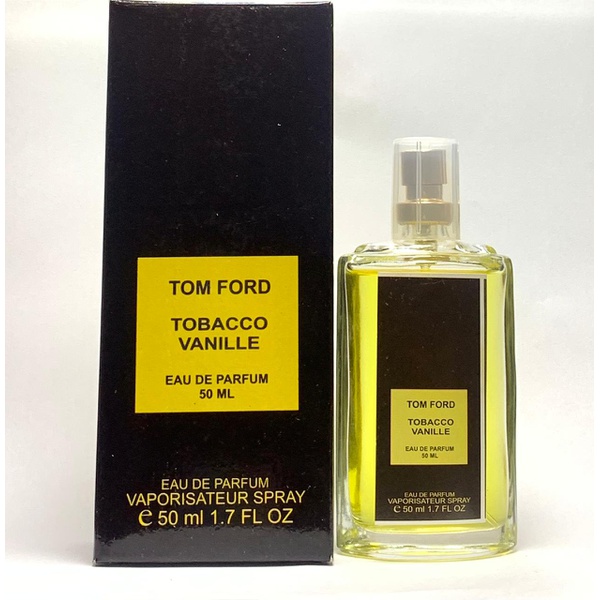 TOM FORD
TOBACCO
VANILLE
EAU DE PARFUM
50 ML
EAU DE PARFUM
VAPORISATEUR SPRAY
℮ 50 ml 1.7 FL OZ
TOM FORD
TOBACCO
VANILLE
EAU DE PARFUM
50 ML
EAU DE PARFUM
VAPORISATEUR SPRAY
℮ 50 ml 1.7 FL OZ